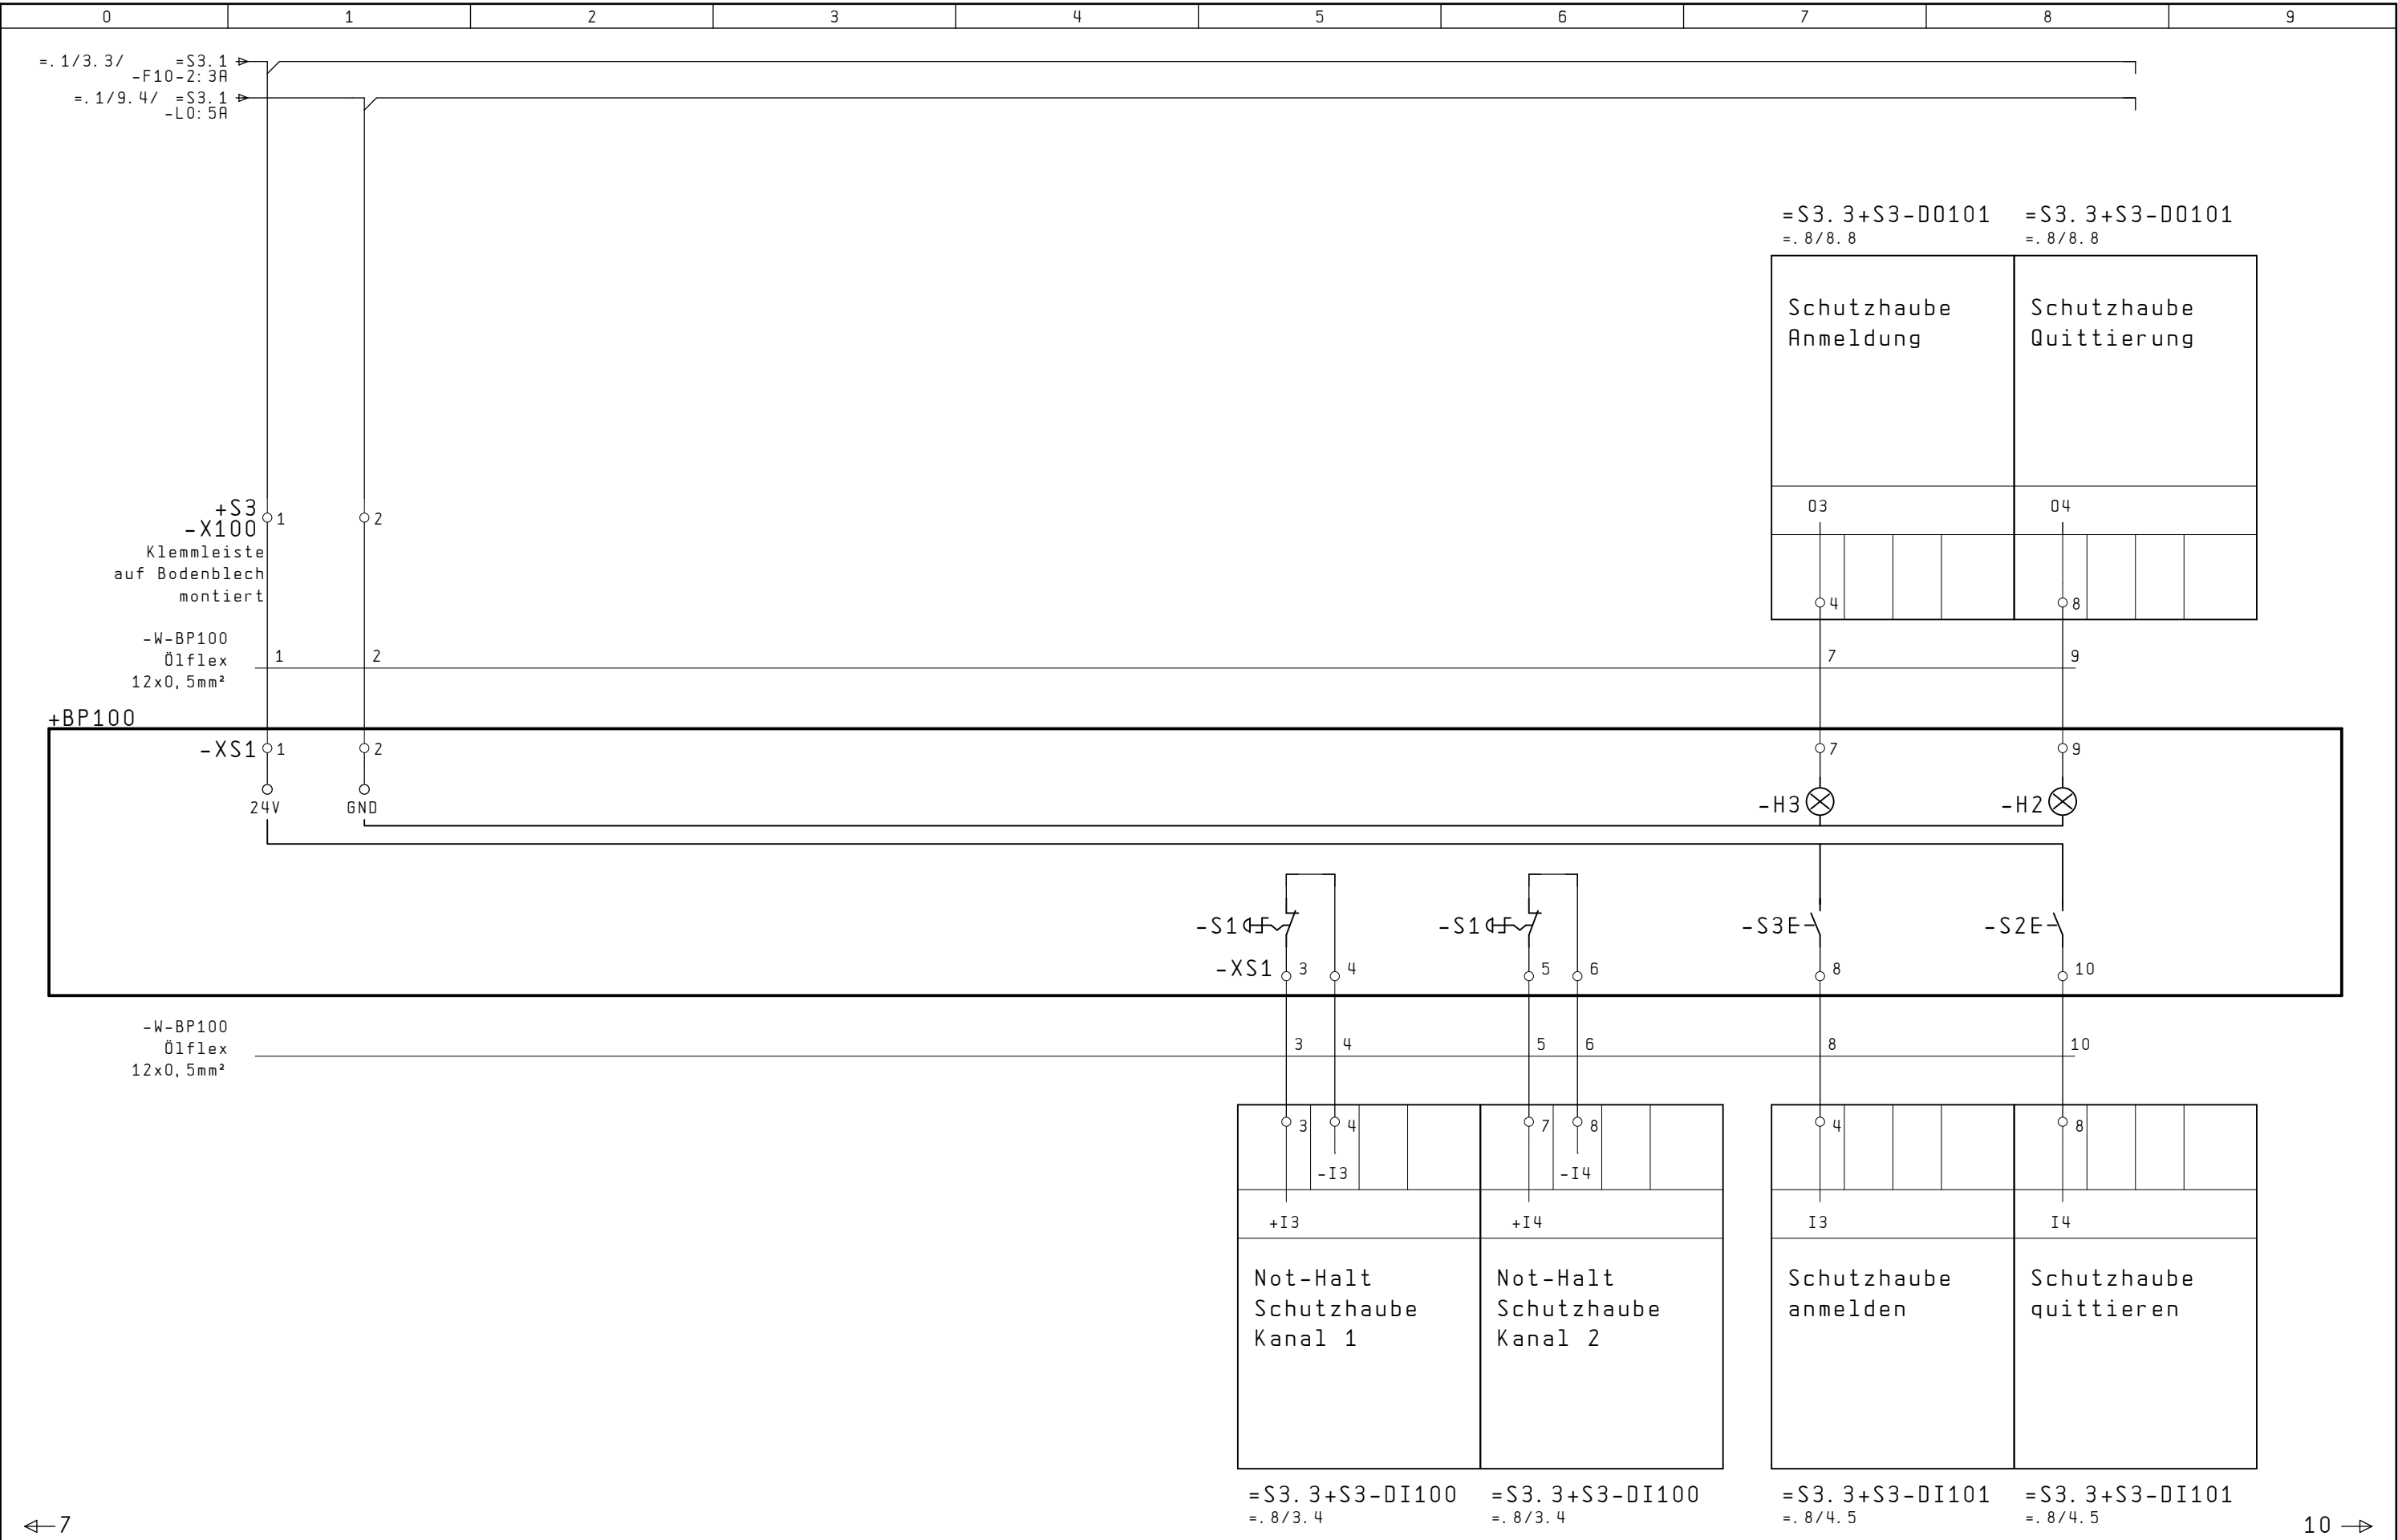 0 1 2 3 4 5 6 7 8 9
=.1/3.3/ =S3.1
-F10-2:3A
=.1/9.4/ =S3.1
-L0:5A
=S3.3+S3-DO101 =S3.3+S3-DO101
=.8/8.8 =.8/8.8
Schutzhaube
Anmeldung
Schutzhaube
Quittierung
O3 O4
+S3
-X100
1 2
Klemmleiste
auf Bodenblech
montiert
4 8
-W-BP100
Ölflex
12x0,5mm²
1 2 7 9
+BP100
-XS1 1 2 7 9
24V GND
-H3 -H2
-S1 -S1 -S3 -S2
-XS1 3 4 5 6 8 10
-W-BP100
Ölflex
12x0,5mm²
3 4 5 6 8 10
3 4 7 8 4 8
-I3 -I4
+I3 +I4 I3 I4
Not-Halt
Schutzhaube
Kanal 1
Not-Halt
Schutzhaube
Kanal 2
Schutzhaube
anmelden
Schutzhaube
quittieren
=S3.3+S3-DI100 =S3.3+S3-DI100 =S3.3+S3-DI101 =S3.3+S3-DI101
=.8/3.4 =.8/3.4 =.8/4.5 =.8/4.5
7 10